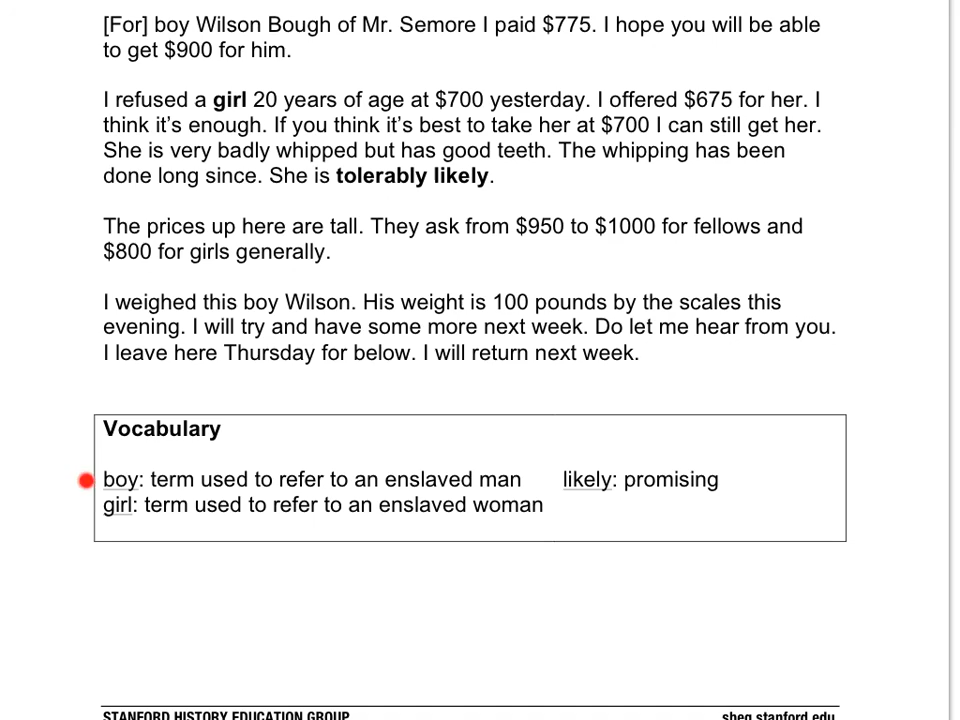 [For] boy Wilson Bough of Mr. Semore I paid $775. I hope you will be able
to get $900 for him.
I refused a girl 20 years of age at $700 yesterday. I offered $675 for her. I
think it’s enough. If you think it’s best to take her at $700 I can still get her.
She is very badly whipped but has good teeth. The whipping has been
done long since. She is tolerably likely.
The prices up here are tall. They ask from $950 to $1000 for fellows and
$800 for girls generally.
I weighed this boy Wilson. His weight is 100 pounds by the scales this
evening. I will try and have some more next week. Do let me hear from you.
I leave here Thursday for below. I will return next week.
Vocabulary
boy: term used to refer to an enslaved man likely: promising
girl: term used to refer to an enslaved woman
STANFORD HISTORY EDUCATION GROUP sheg.stanford.edu